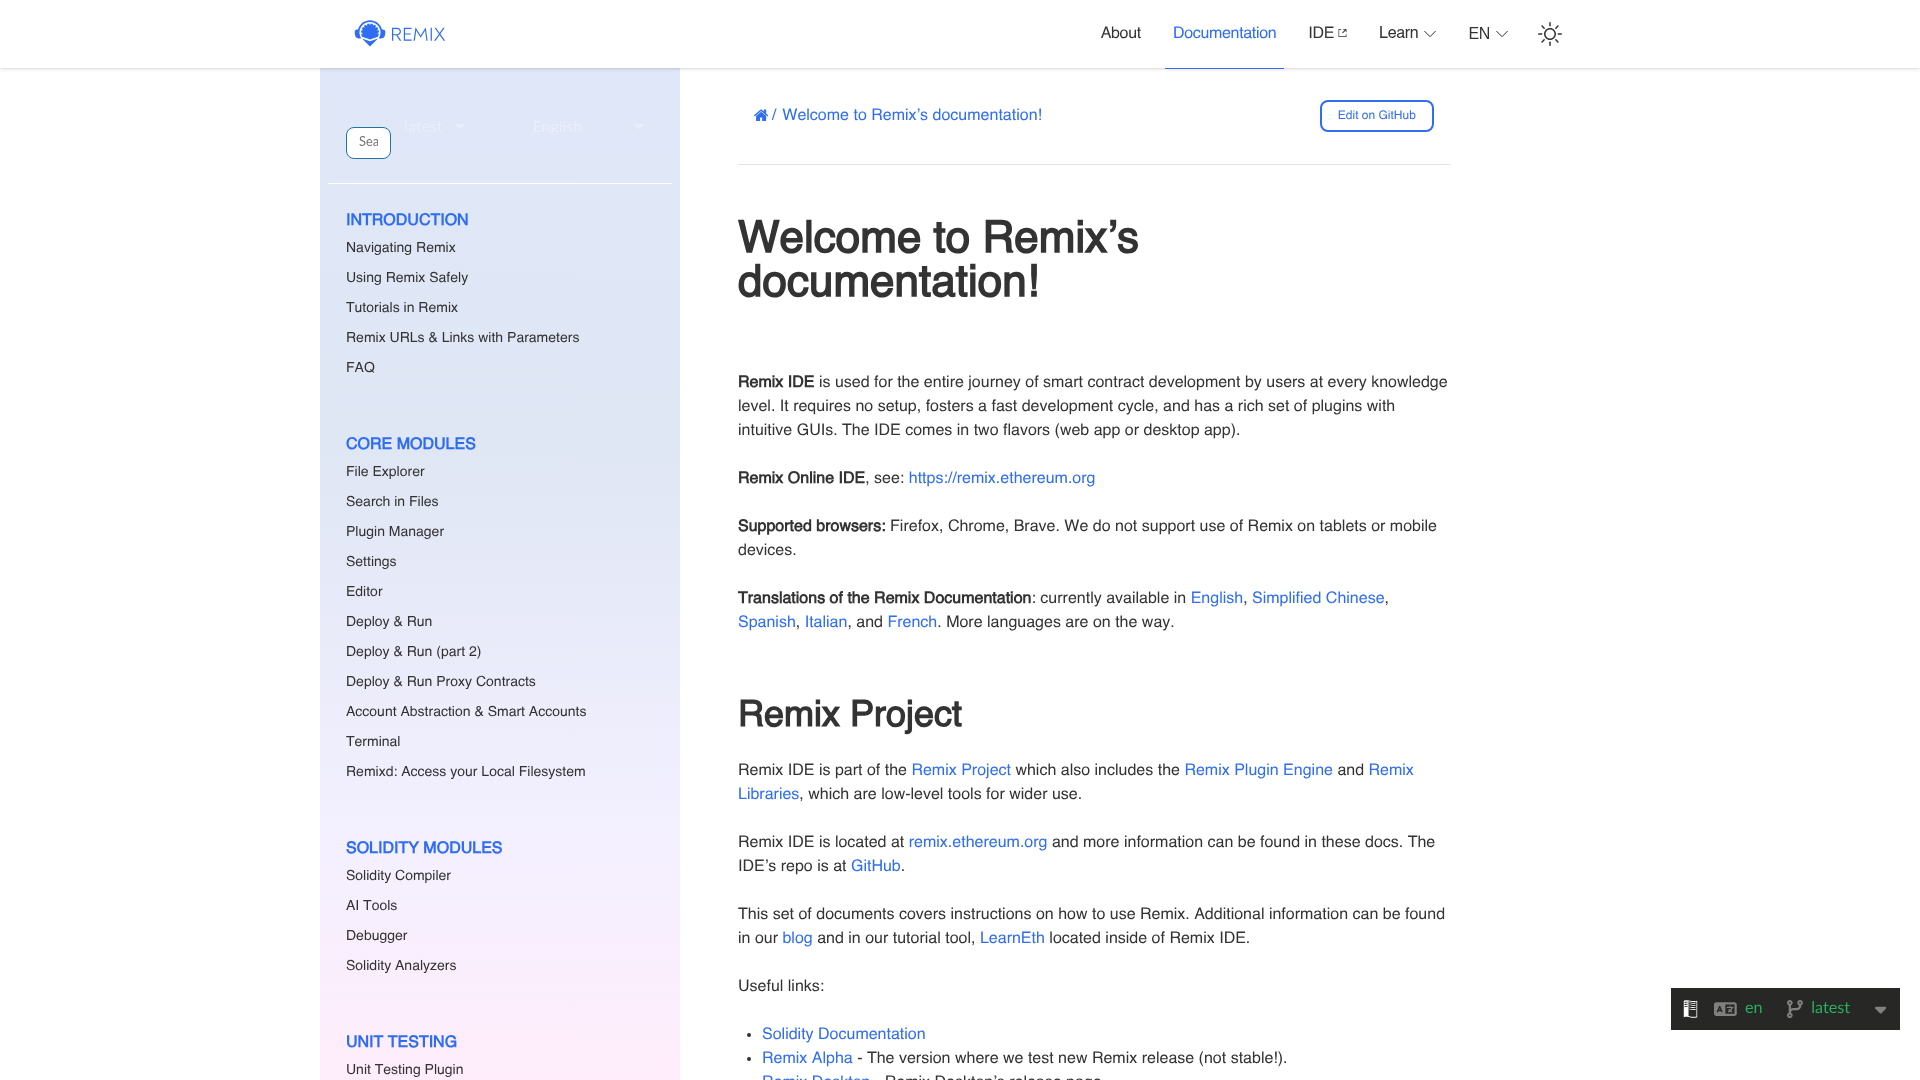 REMIX
About
Documentation
IDE
Learn
EN
latest
English
Sea
INTRODUCTION
Navigating Remix
Using Remix Safely
Tutorials in Remix
Remix URLs & Links with Parameters
FAQ
CORE MODULES
File Explorer
Search in Files
Plugin Manager
Settings
Editor
Deploy & Run
Deploy & Run (part 2)
Deploy & Run Proxy Contracts
Account Abstraction & Smart Accounts
Terminal
Remixd: Access your Local Filesystem
SOLIDITY MODULES
Solidity Compiler
AI Tools
Debugger
Solidity Analyzers
UNIT TESTING
Unit Testing Plugin
/ Welcome to Remix’s documentation!
Edit on GitHub
Welcome to Remix’s
documentation!
Remix IDE is used for the entire journey of smart contract development by users at every knowledge
level. It requires no setup, fosters a fast development cycle, and has a rich set of plugins with
intuitive GUIs. The IDE comes in two flavors (web app or desktop app).
Remix Online IDE, see: https://remix.ethereum.org
Supported browsers: Firefox, Chrome, Brave. We do not support use of Remix on tablets or mobile
devices.
Translations of the Remix Documentation: currently available in English, Simplified Chinese,
Spanish, Italian, and French. More languages are on the way.
Remix Project
Remix IDE is part of the Remix Project which also includes the Remix Plugin Engine and Remix
Libraries, which are low-level tools for wider use.
Remix IDE is located at remix.ethereum.org and more information can be found in these docs. The
IDE’s repo is at GitHub.
This set of documents covers instructions on how to use Remix. Additional information can be found
in our blog and in our tutorial tool, LearnEth located inside of Remix IDE.
Useful links:
• Solidity Documentation
• Remix Alpha - The version where we test new Remix release (not stable!).
Remix Desktop - Remix Desktop’s release page
en
latest